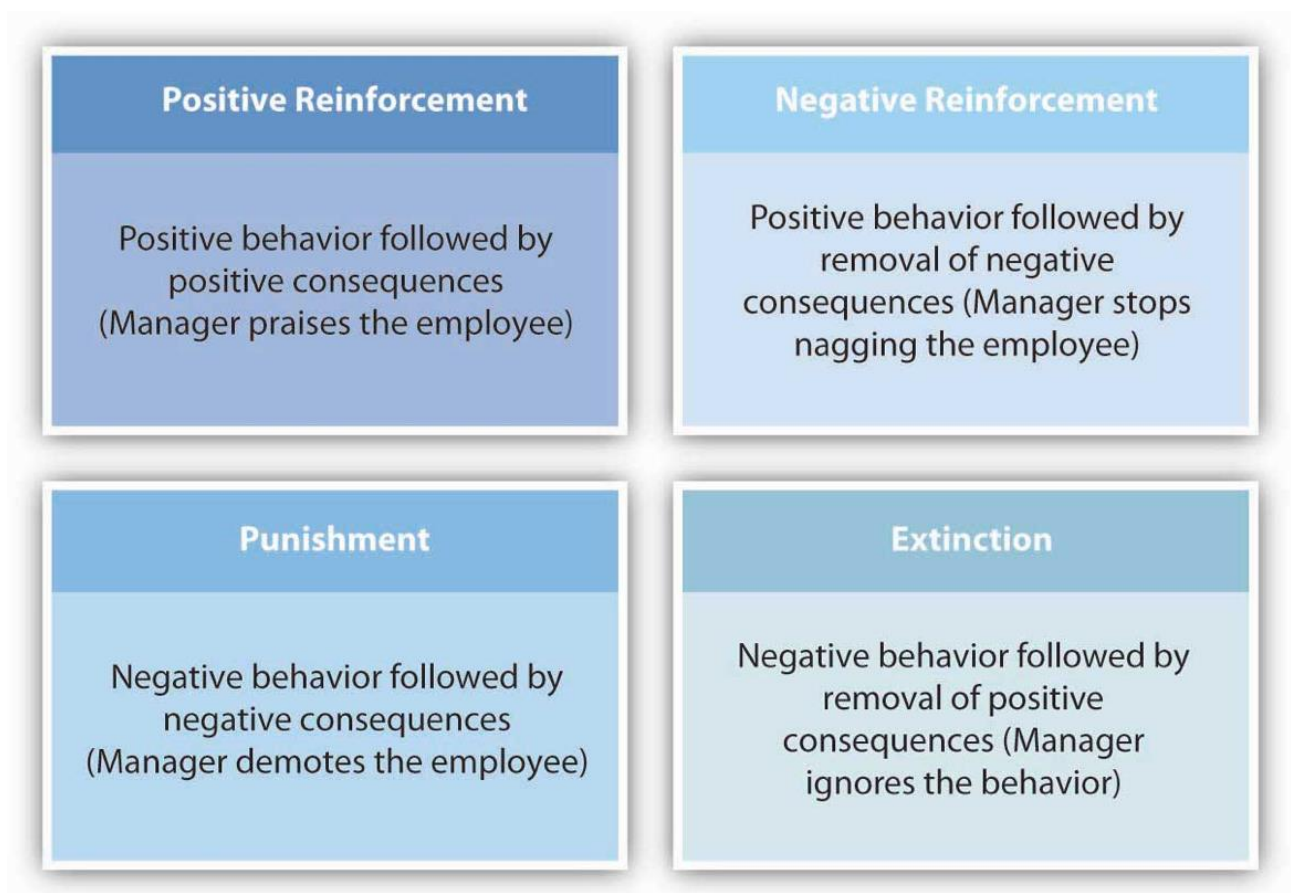 Positive Reinforcement
Positive behavior followed by
positive consequences
(Manager praises the employee)
Negative Reinforcement
Positive behavior followed by
removal of negative
consequences (Manager stops
nagging the employee)
Punishment
Negative behavior followed by
negative consequences
(Manager demotes the employee)
Extinction
Negative behavior followed by
removal of positive
consequences (Manager
ignores the behavior)